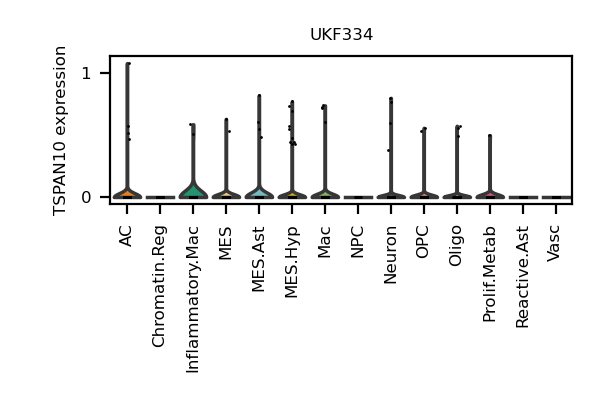 UKF334
TSPAN10 expression
1
0
AC
Chromatin.Reg
Inflammatory.Mac
MES
MES.Ast
MES.Hyp
Mac
NPC
Neuron
OPC
Oligo
Prolif.Metab
Reactive.Ast
Vasc